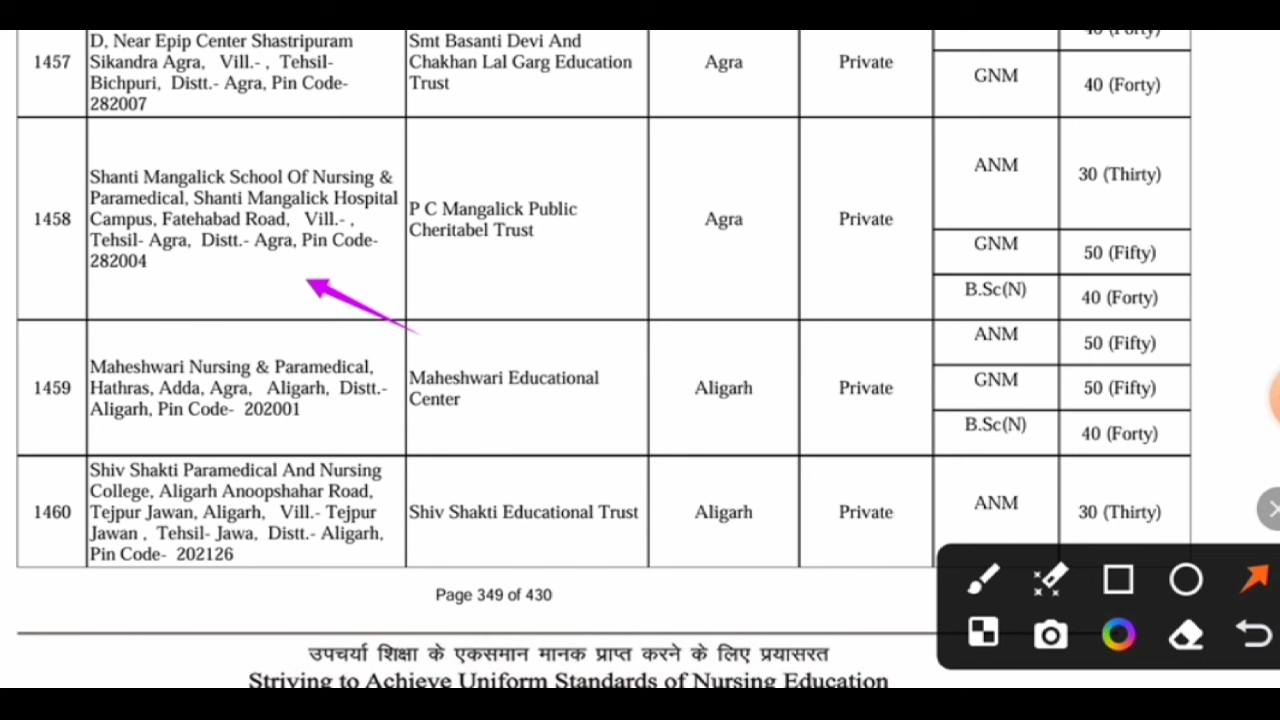 40 (Forty)
1457
D, Near Epip Center Shastripuram
Sikandra Agra, Vill.- , Tehsil-
Bichpuri, Distt.- Agra, Pin Code-
282007
Smt Basanti Devi And
Chakhan Lal Garg Education
Trust
Agra
Private
GNM
40 (Forty)
1458
Shanti Mangalick School Of Nursing &
Paramedical, Shanti Mangalick Hospital
Campus, Fatehabad Road, Vill.- ,
Tehsil- Agra, Distt.- Agra, Pin Code-
282004
P C Mangalick Public
Cheritabel Trust
Agra
Private
ANM
30 (Thirty)
GNM
50 (Fifty)
B.Sc(N)
40 (Forty)
1459
Maheshwari Nursing & Paramedical,
Hathras, Adda, Agra, Aligarh, Distt.-
Aligarh, Pin Code- 202001
Maheshwari Educational
Center
Aligarh
Private
ANM
50 (Fifty)
GNM
50 (Fifty)
B.Sc(N)
40 (Forty)
1460
Shiv Shakti Paramedical And Nursing
College, Aligarh Anoopshahar Road,
Tejpur Jawan, Aligarh, Vill.- Tejpur
Jawan , Tehsil- Jawa, Distt.- Aligarh,
Pin Code- 202126
Shiv Shakti Educational Trust
Aligarh
Private
ANM
30 (Thirty)
Page 349 of 430
उपचर्या शिक्षा के एकसमान मानक प्राप्त करने के लिए प्रयासरत
Striving to Achieve Uniform Standards of Nursing Education